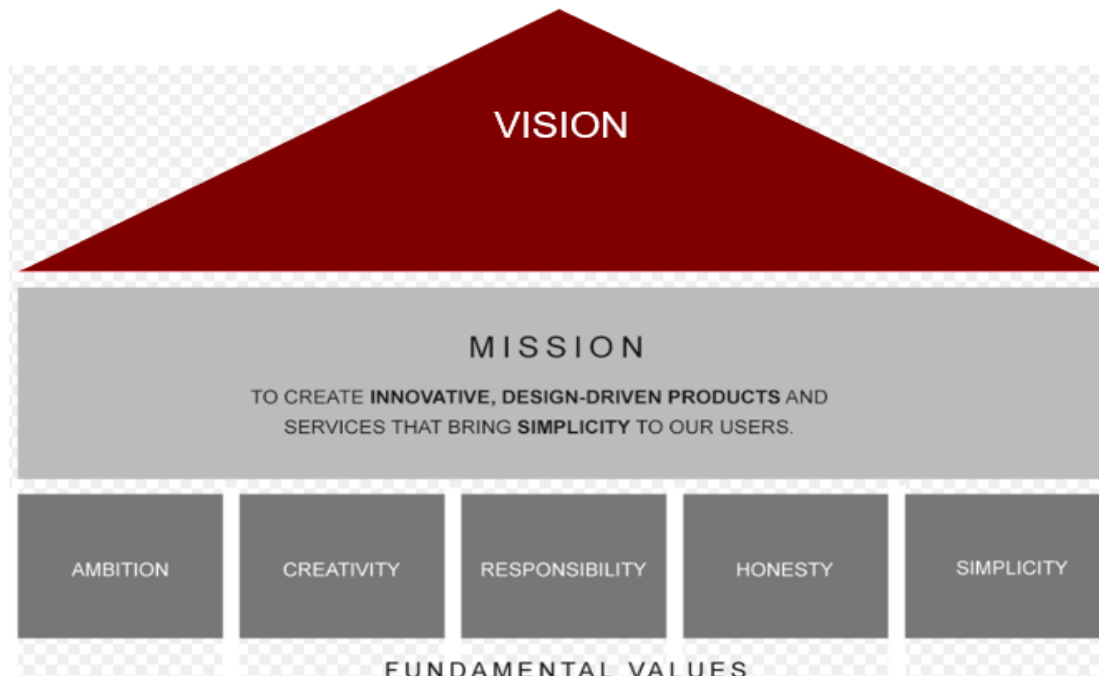 VISION
MISSION
TO CREATE INNOVATIVE, DESIGN-DRIVEN PRODUCTS AND
SERVICES THAT BRING SIMPLICITY TO OUR USERS.
AMBITION
CREATIVITY
RESPONSIBILITY
HONESTY
SIMPLICITY
FUNDAMENTAL VALUES